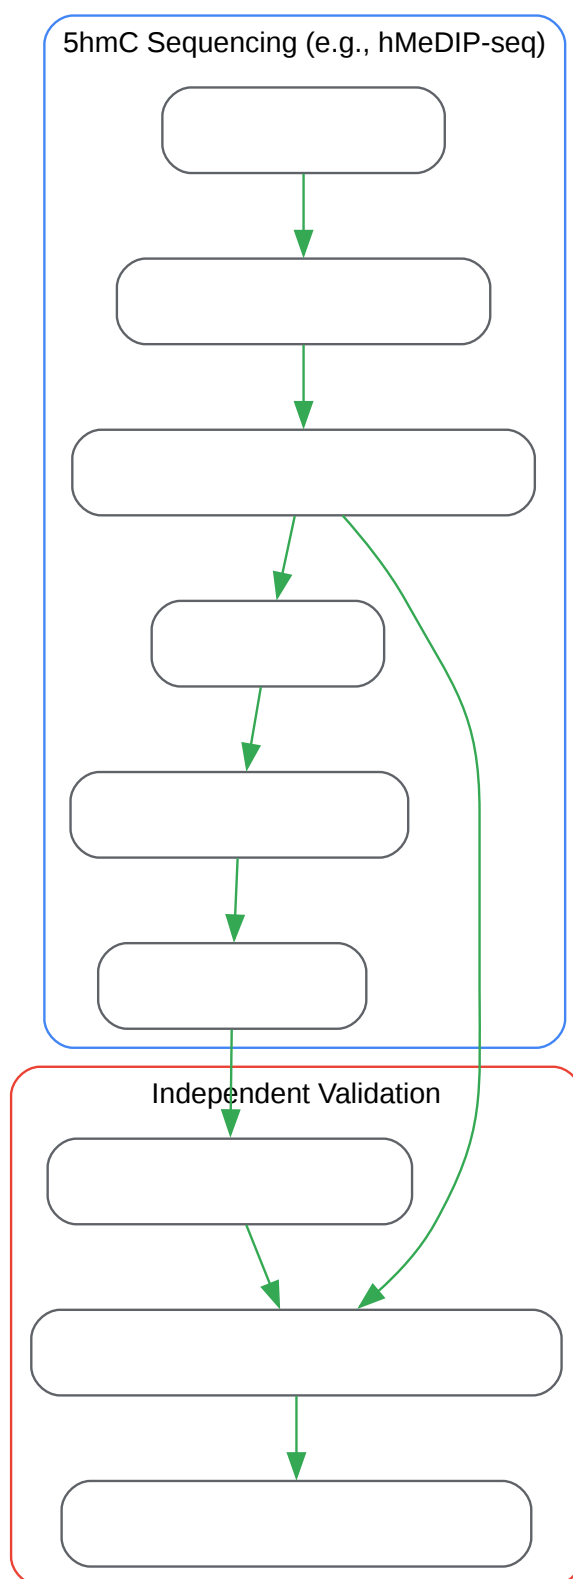 5hmC Sequencing (e.g., hMeDIP-seq)
Independent Validation